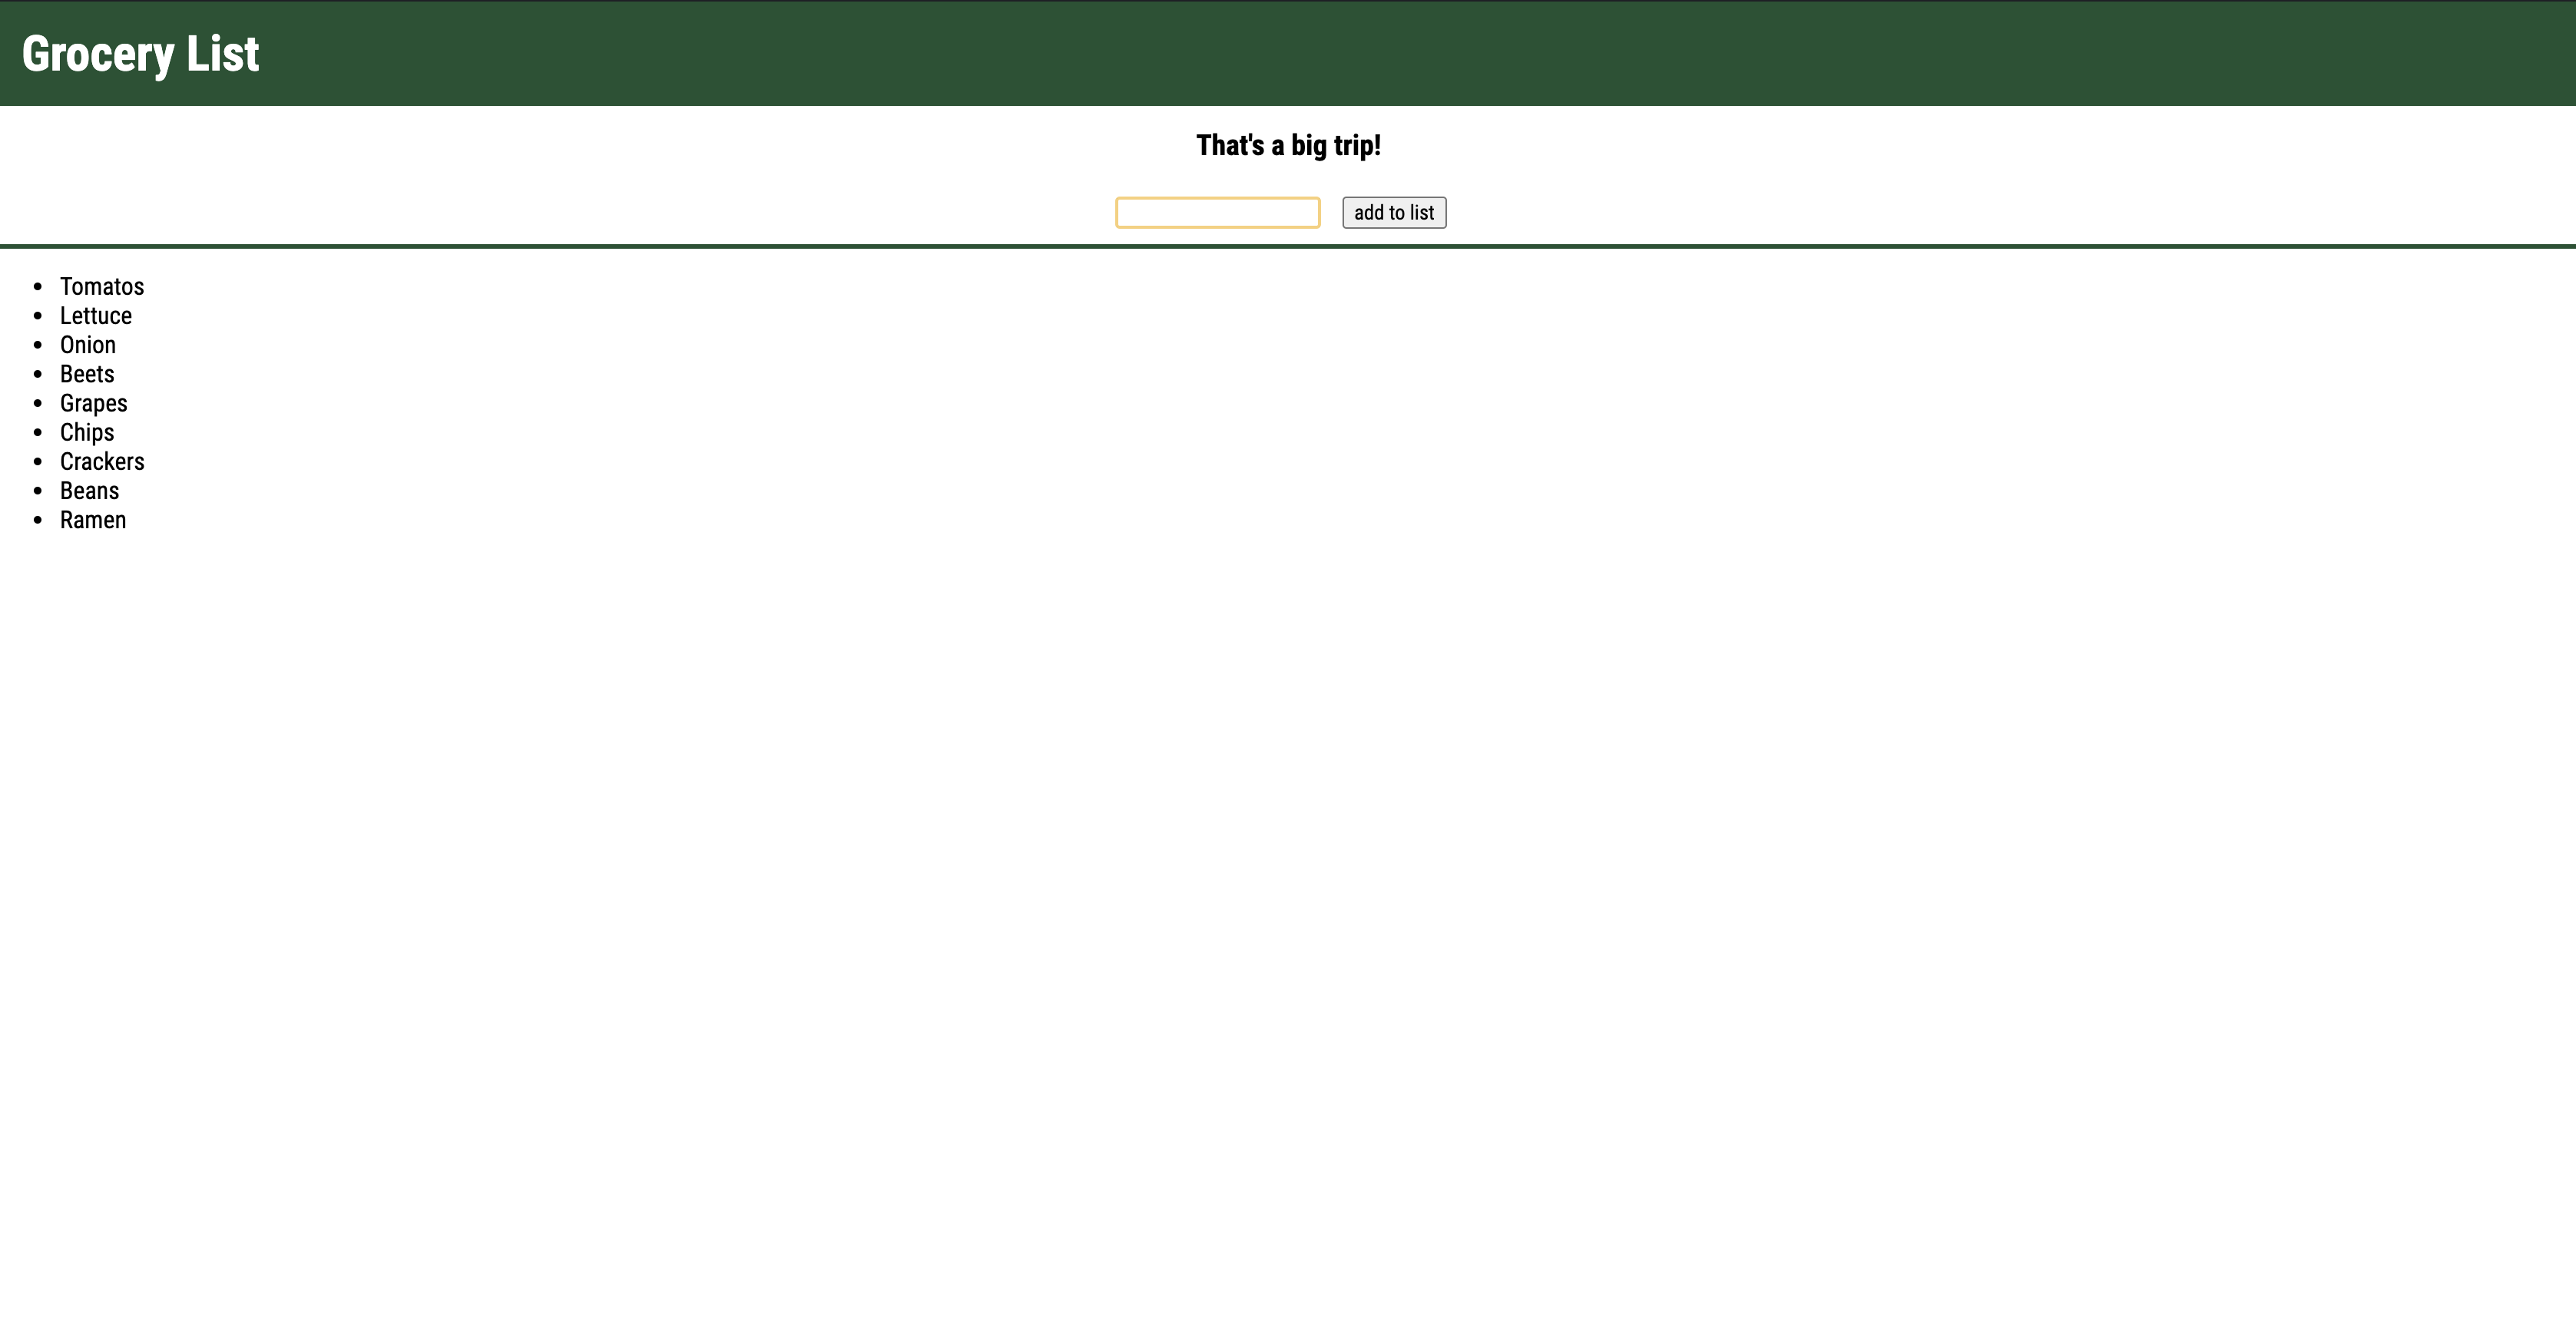 Grocery List
That's a big trip!
add to list
Tomatos
Lettuce
Onion
Beets
Grapes
Chips
Crackers
Beans
Ramen